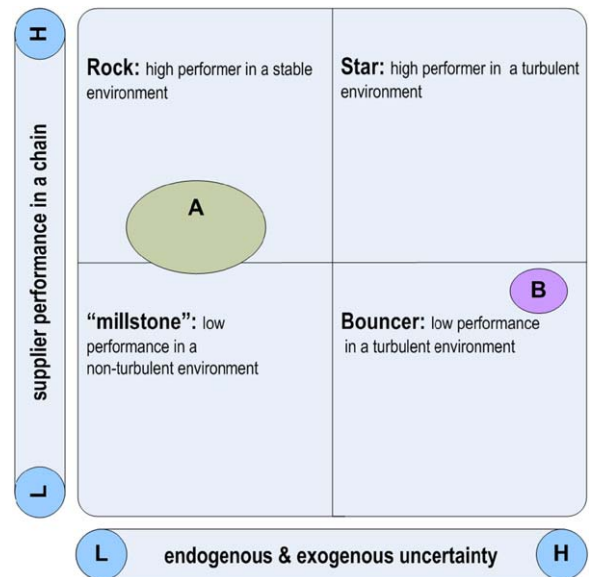 H
supplier performance in a chain
L
Rock: high performer in a stable
environment
Star: high performer in a turbulent
environment
A
B
“millstone”: low
performance in a
non-turbulent environment
Bouncer: low performance
in a turbulent environment
L
endogenous & exogenous uncertainty
H